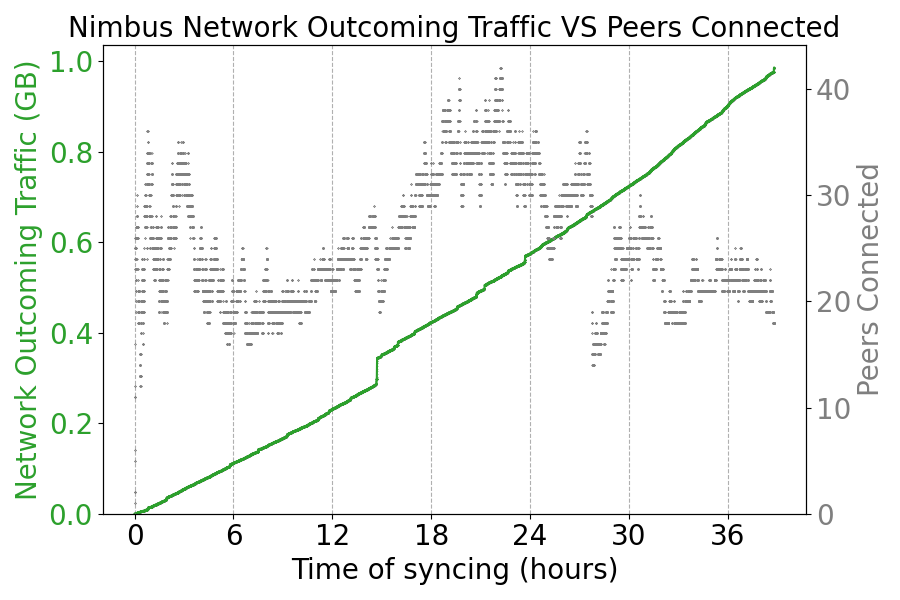 Nimbus Network Outcoming Traffic VS Peers Connected
Network Outcoming Traffic (GB)
1.0
0.8
0.6
0.4
0.2
0.0
40
30
20
10
0
Peers Connected
0 6 12 18 24 30 36
Time of syncing (hours)